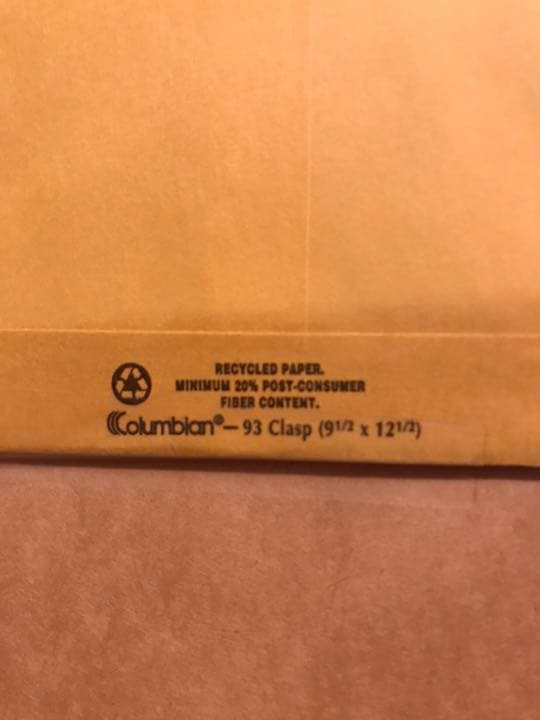 RECYCLED PAPER.
MINIMUM 20% POST-CONSUMER
FIBER CONTENT.
Columbian®– 93 Clasp (9 1/2 x 12 1/2)